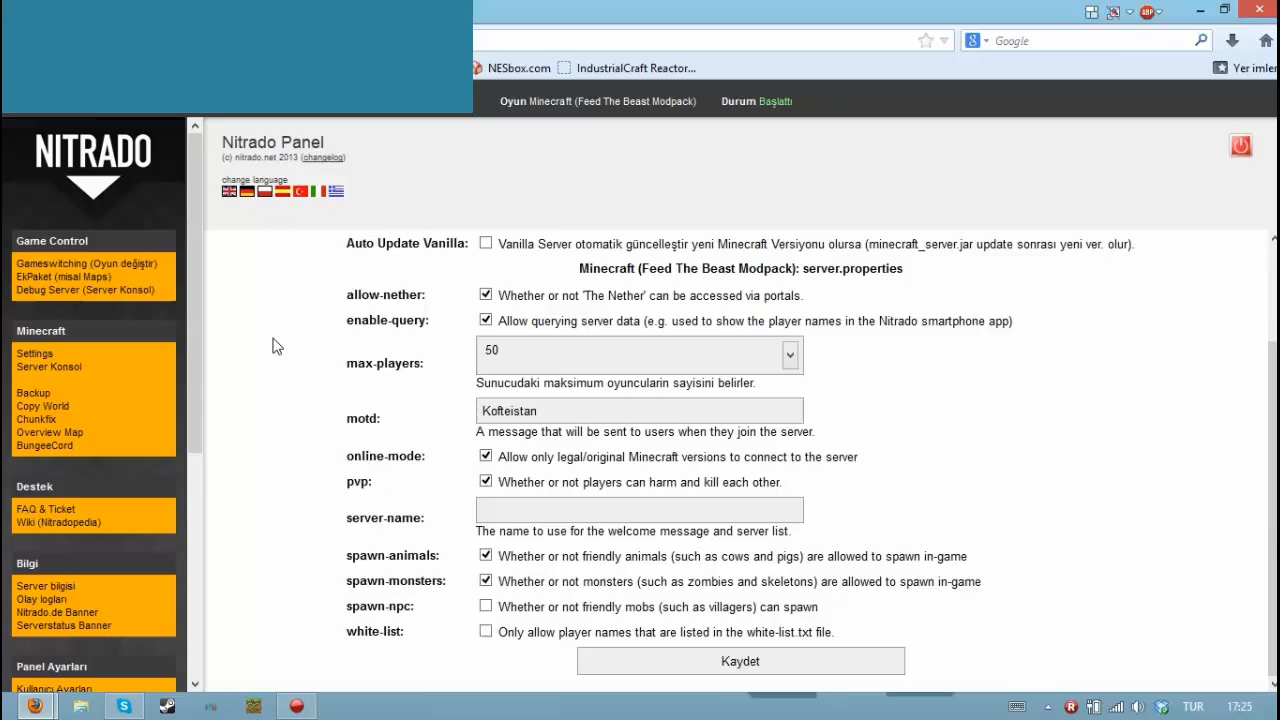 ABP
Google
NESbox.com
IndustrialCraft Reactor...
Yer imleri
Oyun Minecraft (Feed The Beast Modpack)
Durum Başlattı
NITRADO
Nitrado Panel
(c) nitrado.net 2013 (changelog)
change language
Game Control
Gameswitching (Oyun değiştir)
EkPaket (misal Maps)
Debug Server (Server Konsol)
Minecraft
Settings
Server Konsol
Backup
Copy World
Chunkfix
Overview Map
BungeeCord
Destek
FAQ & Ticket
Wiki (Nitradopedia)
Bilgi
Server bilgisi
Olay logları
Nitrado.de Banner
Serverstatus Banner
Panel Ayarları
Kullanici Ayarları
Auto Update Vanilla: Vanilla Server otomatik güncelleştir yeni Minecraft Versiyonu olursa (minecraft_server.jar update sonrası yeni ver. olur).
Minecraft (Feed The Beast Modpack): server.properties
allow-nether: Whether or not 'The Nether' can be accessed via portals.
enable-query: Allow querying server data (e.g. used to show the player names in the Nitrado smartphone app)
max-players: 50
Sunucudaki maksimum oyuncularin sayisini belirler.
motd: Kofteistan
A message that will be sent to users when they join the server.
online-mode: Allow only legal/original Minecraft versions to connect to the server
pvp: Whether or not players can harm and kill each other.
server-name:
The name to use for the welcome message and server list.
spawn-animals: Whether or not friendly animals (such as cows and pigs) are allowed to spawn in-game
spawn-monsters: Whether or not monsters (such as zombies and skeletons) are allowed to spawn in-game
spawn-npc: Whether or not friendly mobs (such as villagers) can spawn
white-list: Only allow player names that are listed in the white-list.txt file.
Kaydet
TUR
17:25